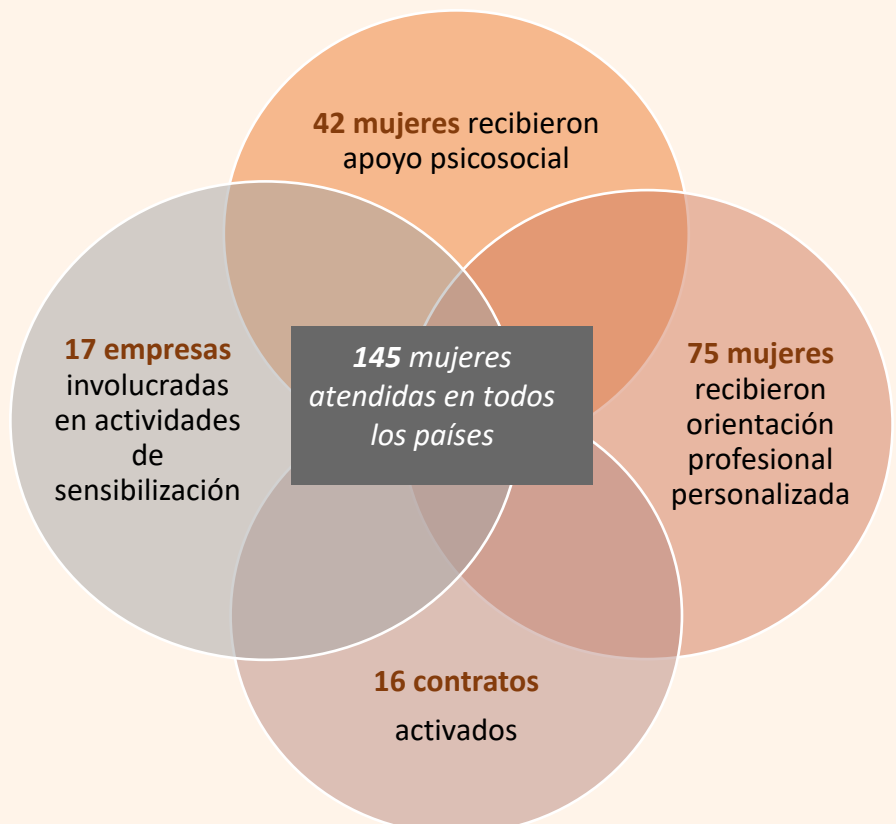 42 mujeres recibieron
apoyo psicosocial
17 empresas
involucradas
en actividades
de
sensibilización
145 mujeres
atendidas en todos
los países
75 mujeres
recibieron
orientación
profesional
personalizada
16 contratos
activados